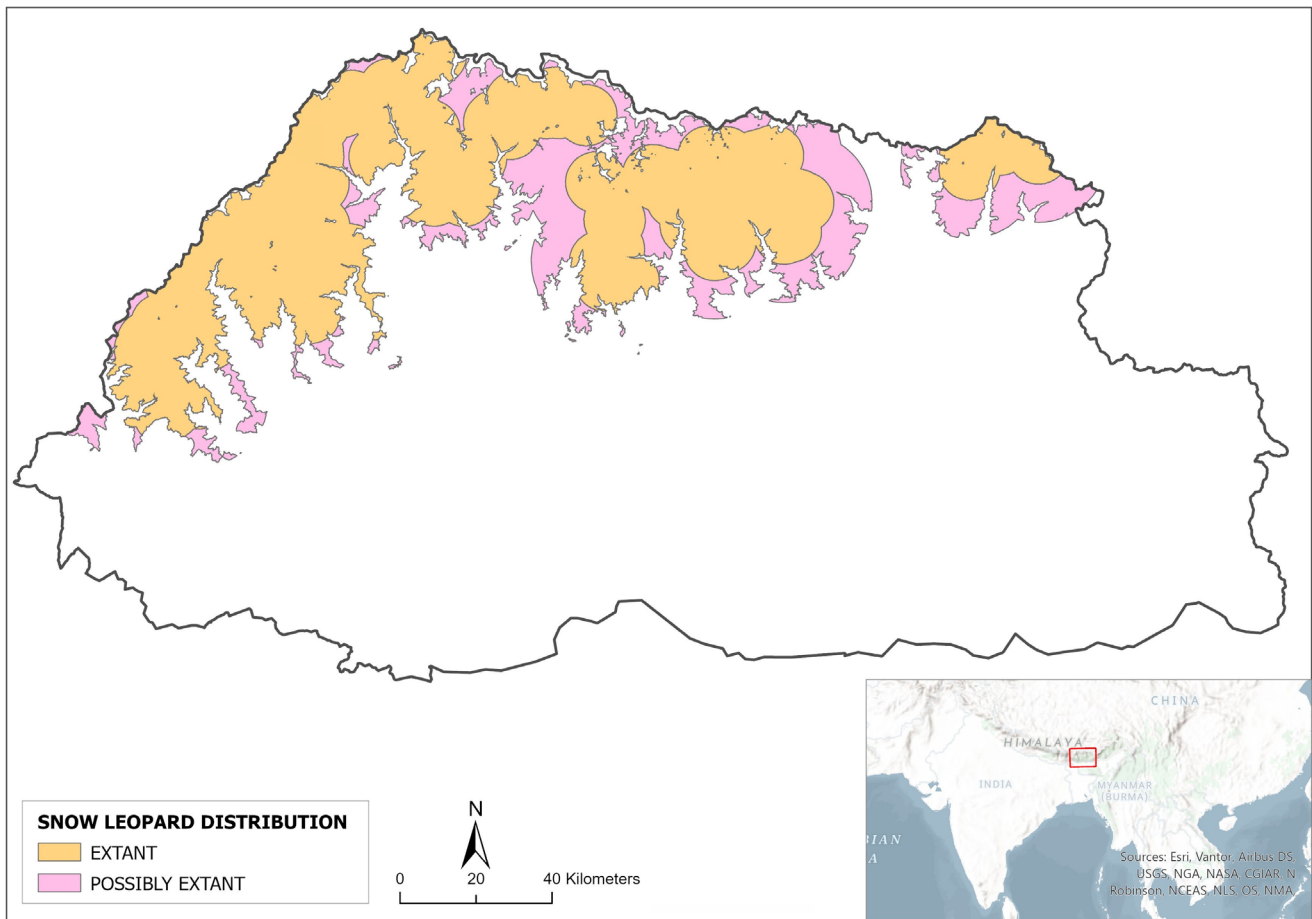 CHINA
HIMALAYA
INDIA
MYANMAR
(BURMA)
BIAN
A
Sources: Esri, Vantor, Airbus DS,
USGS, NGA, NASA, CGIAR, N
Robinson, NCEAS, NLS, OS, NMA,
SNOW LEOPARD DISTRIBUTION
EXTANT
POSSIBLY EXTANT
N
0 20 40 Kilometers